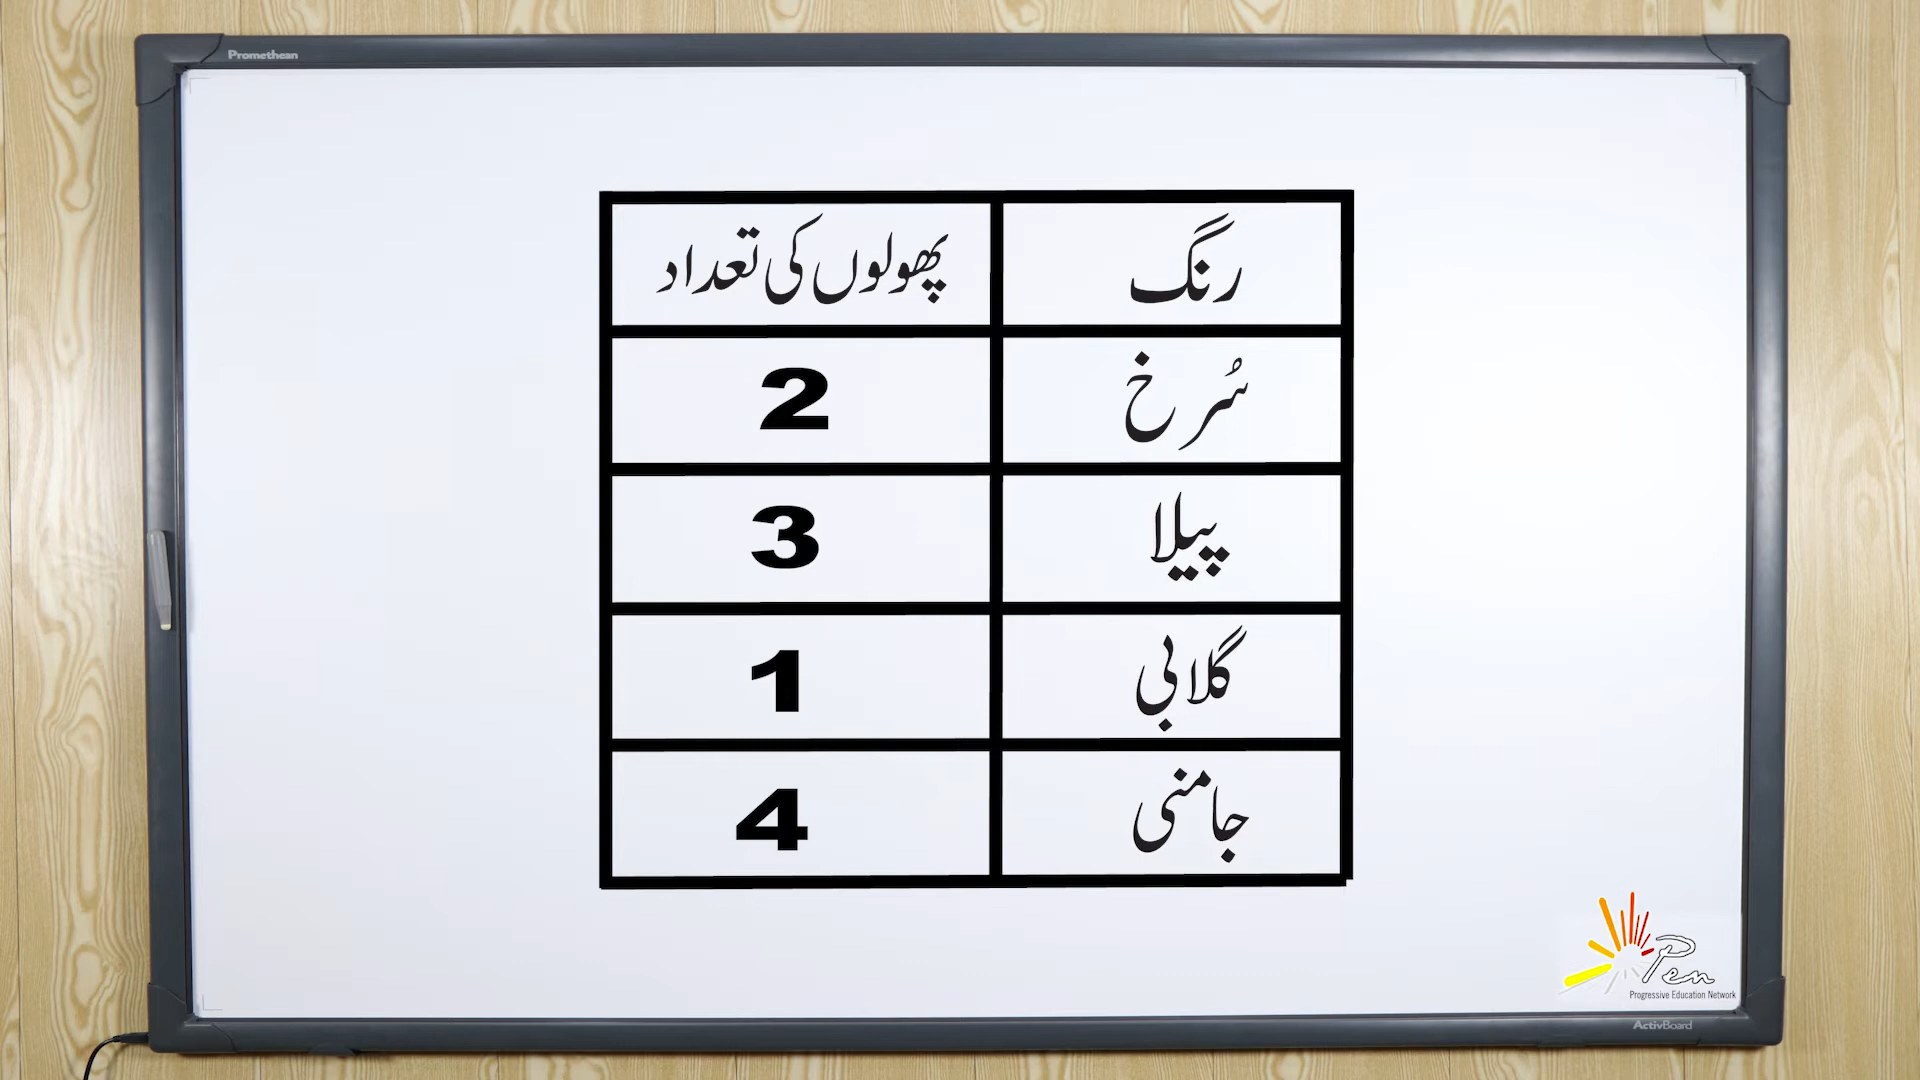 Promethean
رنگ پھولوں کی تعداد
سُرخ 2
پیلا 3
گلابی 1
جامنی 4
Pen
Progressive Education Network
ActivBoard